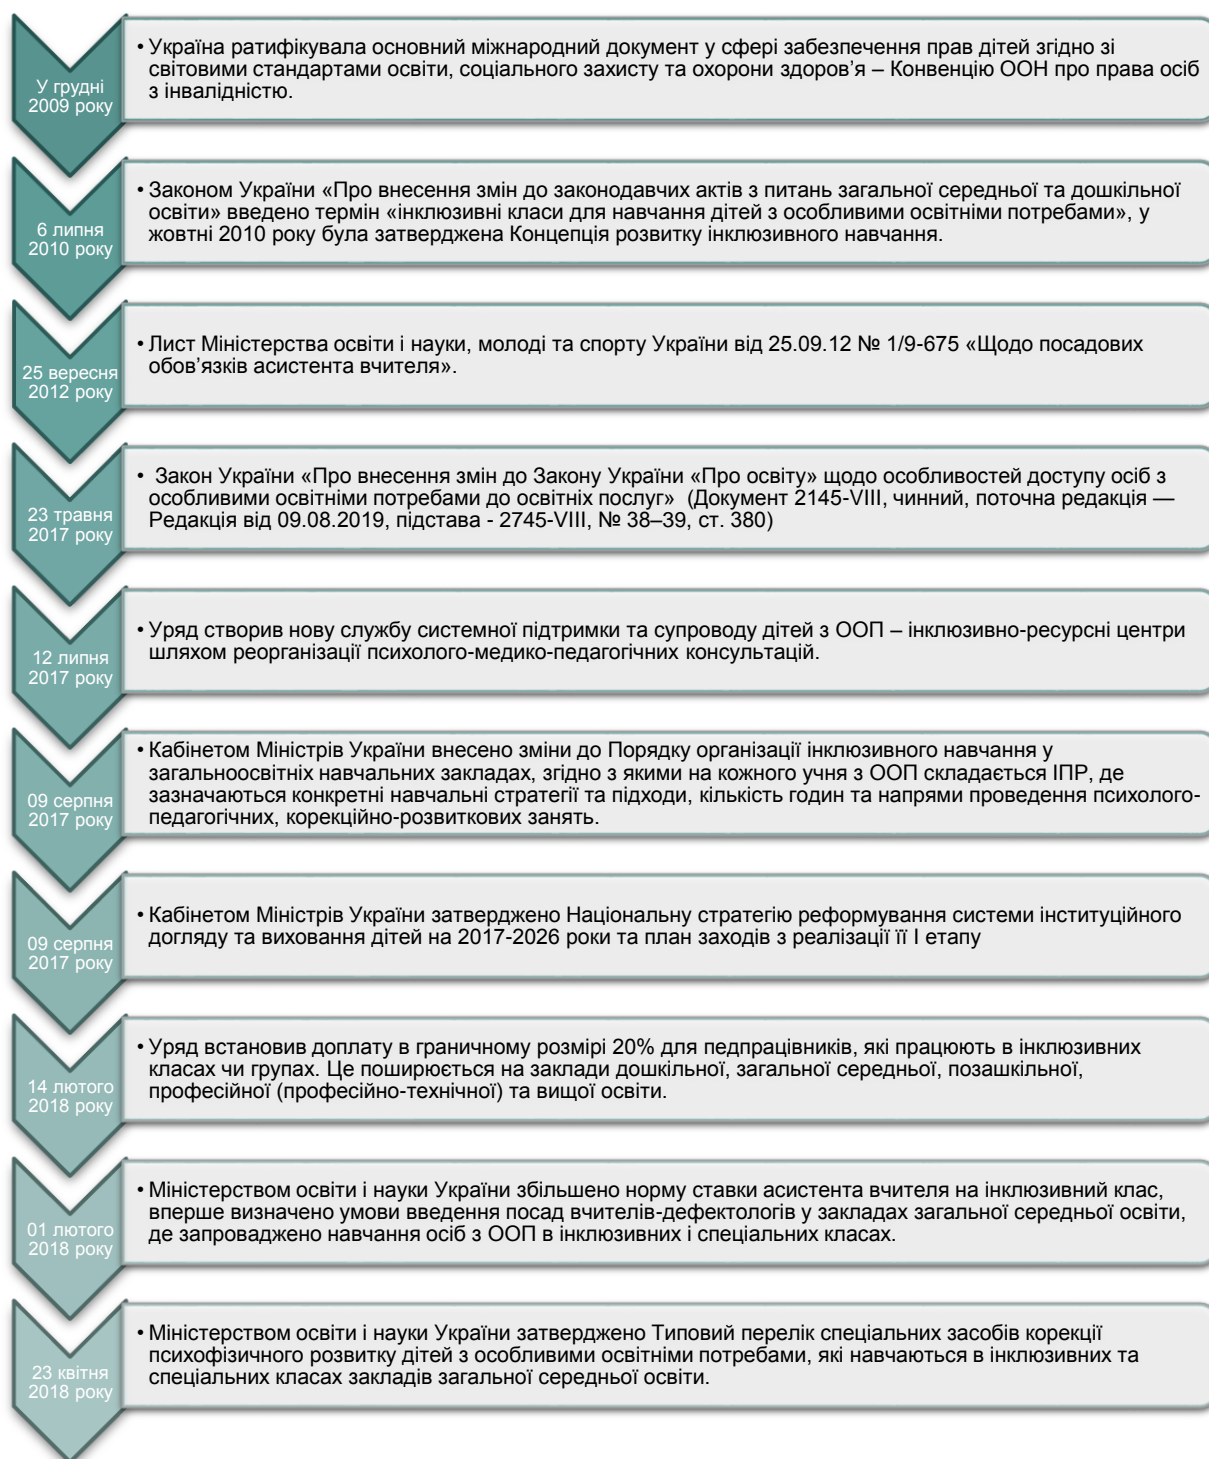 У грудні
2009 року
• Україна ратифікувала основний міжнародний документ у сфері забезпечення прав дітей згідно зі
світовими стандартами освіти, соціального захисту та охорони здоров’я – Конвенцію ООН про права осіб
з інвалідністю.
6 липня
2010 року
• Законом України «Про внесення змін до законодавчих актів з питань загальної середньої та дошкільної
освіти» введено термін «інклюзивні класи для навчання дітей з особливими освітніми потребами», у
жовтні 2010 року була затверджена Концепція розвитку інклюзивного навчання.
25 вересня
2012 року
• Лист Міністерства освіти і науки, молоді та спорту України від 25.09.12 № 1/9-675 «Щодо посадових
обов’язків асистента вчителя».
23 травня
2017 року
• Закон України «Про внесення змін до Закону України «Про освіту» щодо особливостей доступу осіб з
особливими освітніми потребами до освітніх послуг» (Документ 2145-VIII, чинний, поточна редакція —
Редакція від 09.08.2019, підстава - 2745-VIII, № 38–39, ст. 380)
12 липня
2017 року
• Уряд створив нову службу системної підтримки та супроводу дітей з ООП – інклюзивно-ресурсні центри
шляхом реорганізації психолого-медико-педагогічних консультацій.
09 серпня
2017 року
• Кабінетом Міністрів України внесено зміни до Порядку організації інклюзивного навчання у
загальноосвітніх навчальних закладах, згідно з якими на кожного учня з ООП складається ІПР, де
зазначаються конкретні навчальні стратегії та підходи, кількість годин та напрями проведення психолого-
педагогічних, корекційно-розвиткових занять.
09 серпня
2017 року
• Кабінетом Міністрів України затверджено Національну стратегію реформування системи інституційного
догляду та виховання дітей на 2017-2026 роки та план заходів з реалізації її І етапу
14 лютого
2018 року
• Уряд встановив доплату в граничному розмірі 20% для педпрацівників, які працюють в інклюзивних
класах чи групах. Це поширюється на заклади дошкільної, загальної середньої, позашкільної,
професійної (професійно-технічної) та вищої освіти.
01 лютого
2018 року
• Міністерством освіти і науки України збільшено норму ставки асистента вчителя на інклюзивний клас,
вперше визначено умови введення посад вчителів-дефектологів у закладах загальної середньої освіти,
де запроваджено навчання осіб з ООП в інклюзивних і спеціальних класах.
23 квітня
2018 року
• Міністерством освіти і науки України затверджено Типовий перелік спеціальних засобів корекції
психофізичного розвитку дітей з особливими освітніми потребами, які навчаються в інклюзивних та
спеціальних класах закладів загальної середньої освіти.